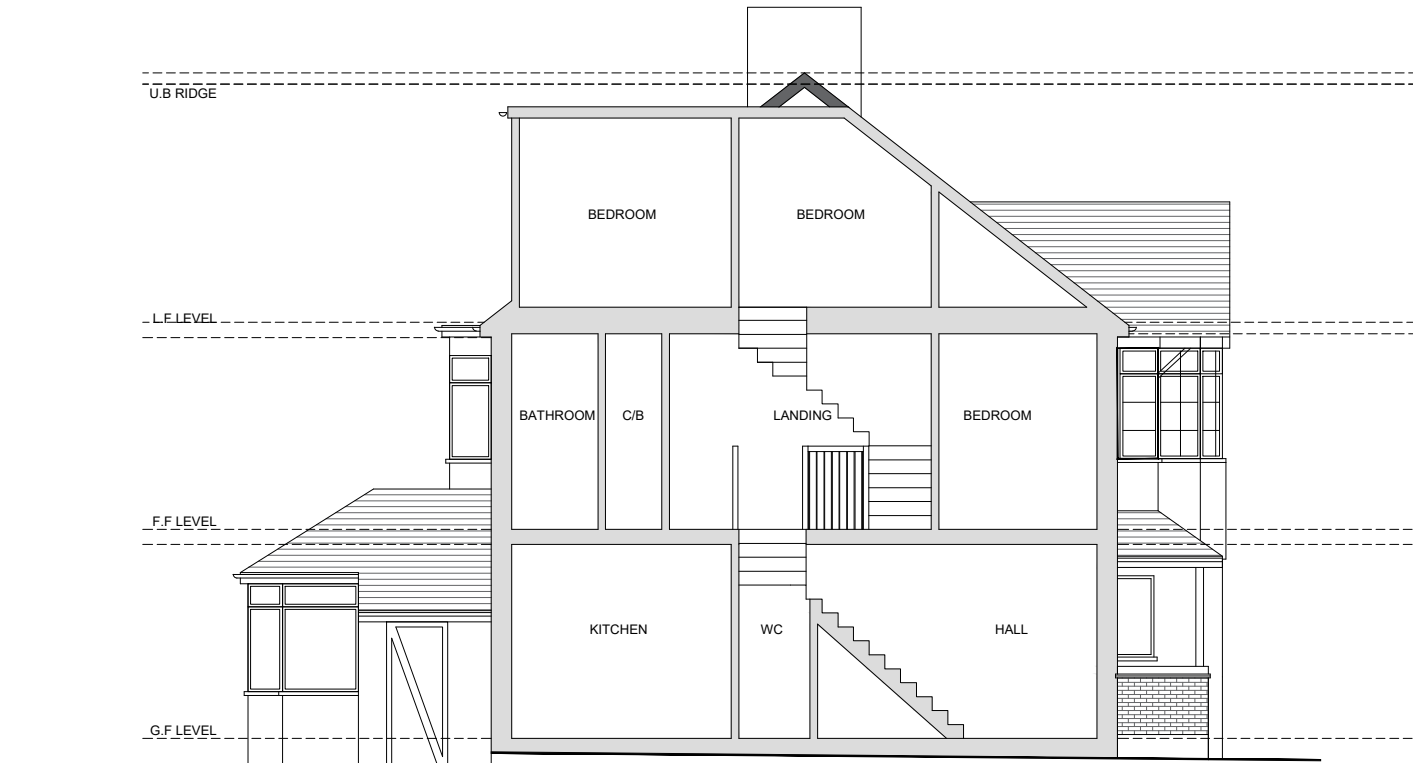 U.B RIDGE
BEDROOM
BEDROOM
L.F LEVEL
BATHROOM
C/B
LANDING
BEDROOM
F.F LEVEL
KITCHEN
WC
HALL
G.F LEVEL